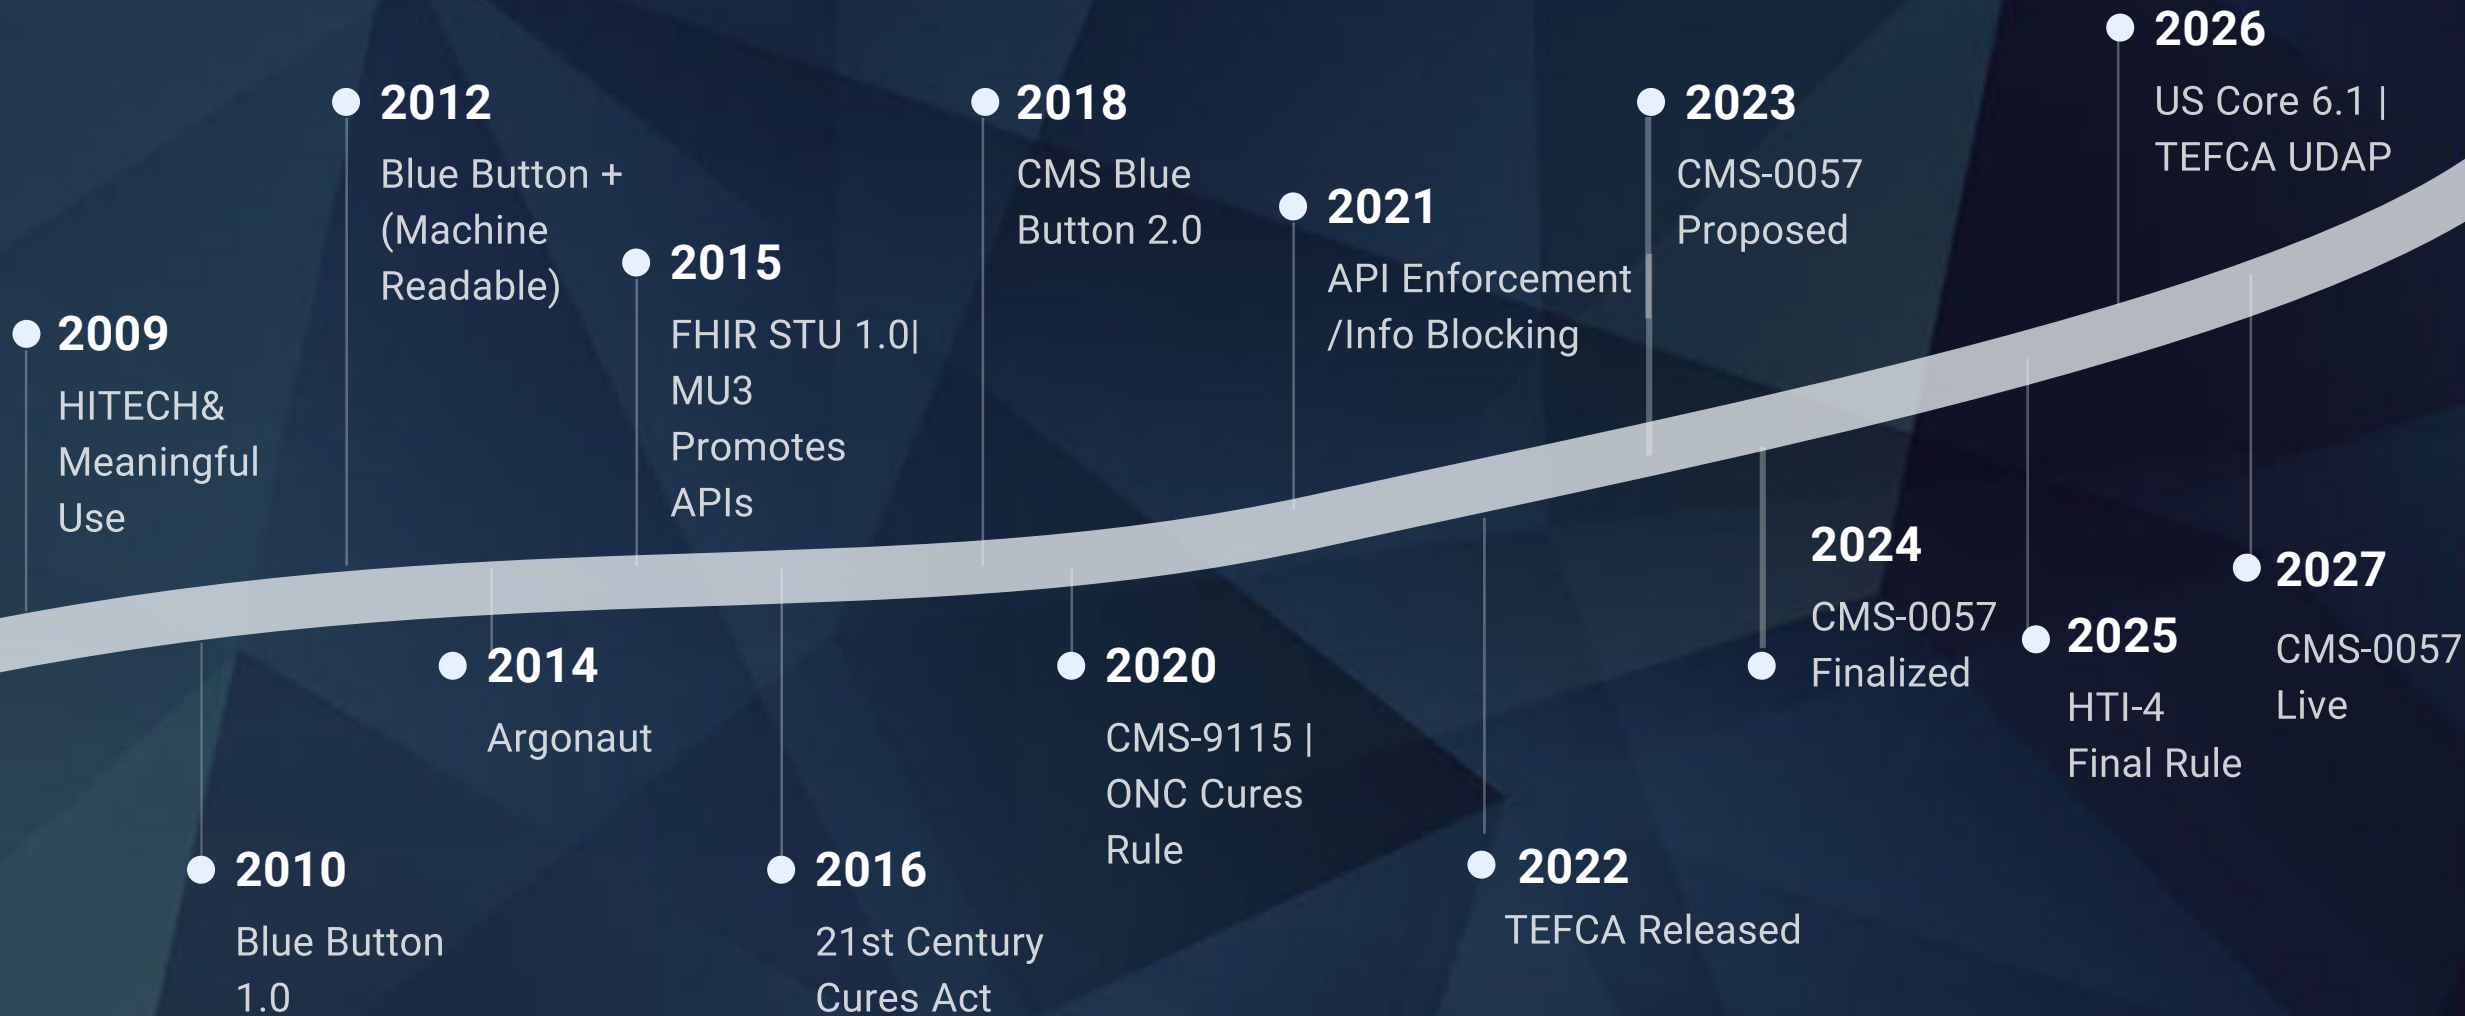 2009
HITECH&
Meaningful
Use
2010
Blue Button
1.0
2012
Blue Button +
(Machine
Readable)
2014
Argonaut
2015
FHIR STU 1.0|
MU3
Promotes
APIs
2016
21st Century
Cures Act
2018
CMS Blue
Button 2.0
2020
CMS-9115 |
ONC Cures
Rule
2021
API Enforcement
/Info Blocking
2022
TEFCA Released
2023
CMS-0057
Proposed
2024
CMS-0057
Finalized
2025
HTI-4
Final Rule
2026
US Core 6.1 |
TEFCA UDAP
2027
CMS-0057
Live